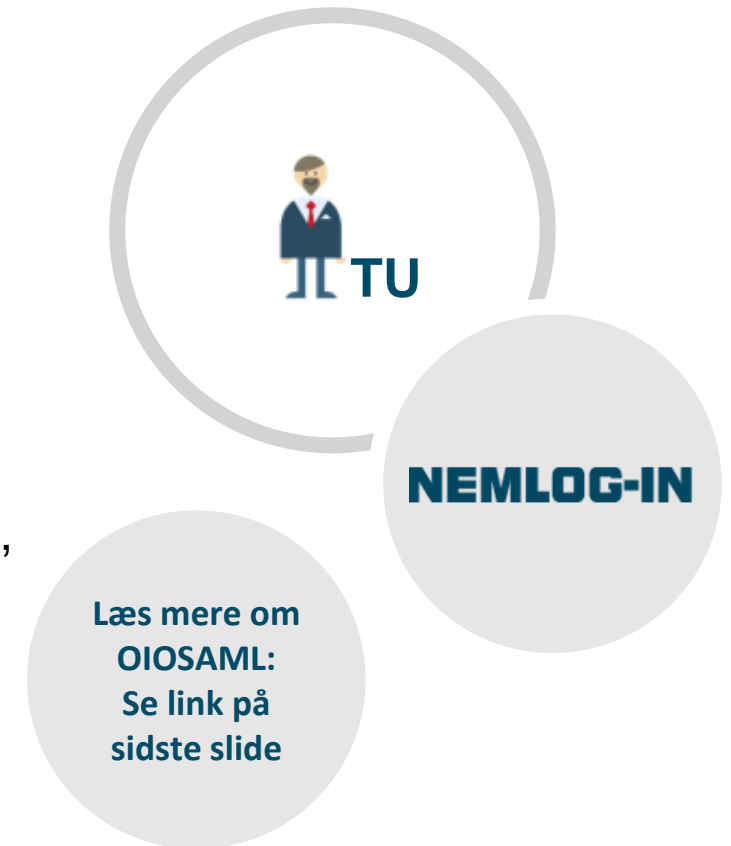 TU
NEMLOG-IN
,
Læs mere om
OIOSAML:
Se link på
sidste slide